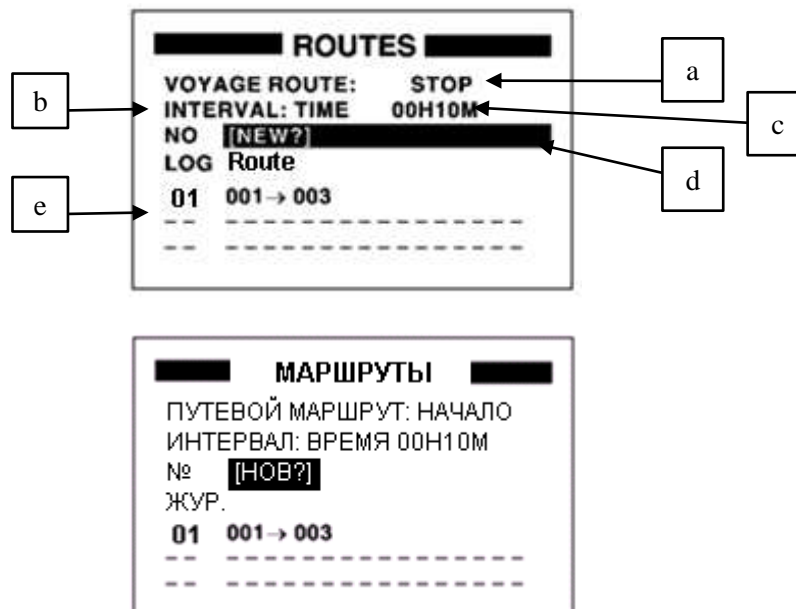 ROUTES
VOYAGE ROUTE: STOP
INTERVAL: TIME 00H10M
NO [NEW?]
LOG Route
01 001→003
-- ----------------
-- ----------------
a
b
c
d
e
МАРШРУТЫ
ПУТЕВОЙ МАРШРУТ: НАЧАЛО
ИНТЕРВАЛ: ВРЕМЯ 00H10M
№ [НОВ?]
ЖУР.
01 001→003
-- ----------------
-- ----------------